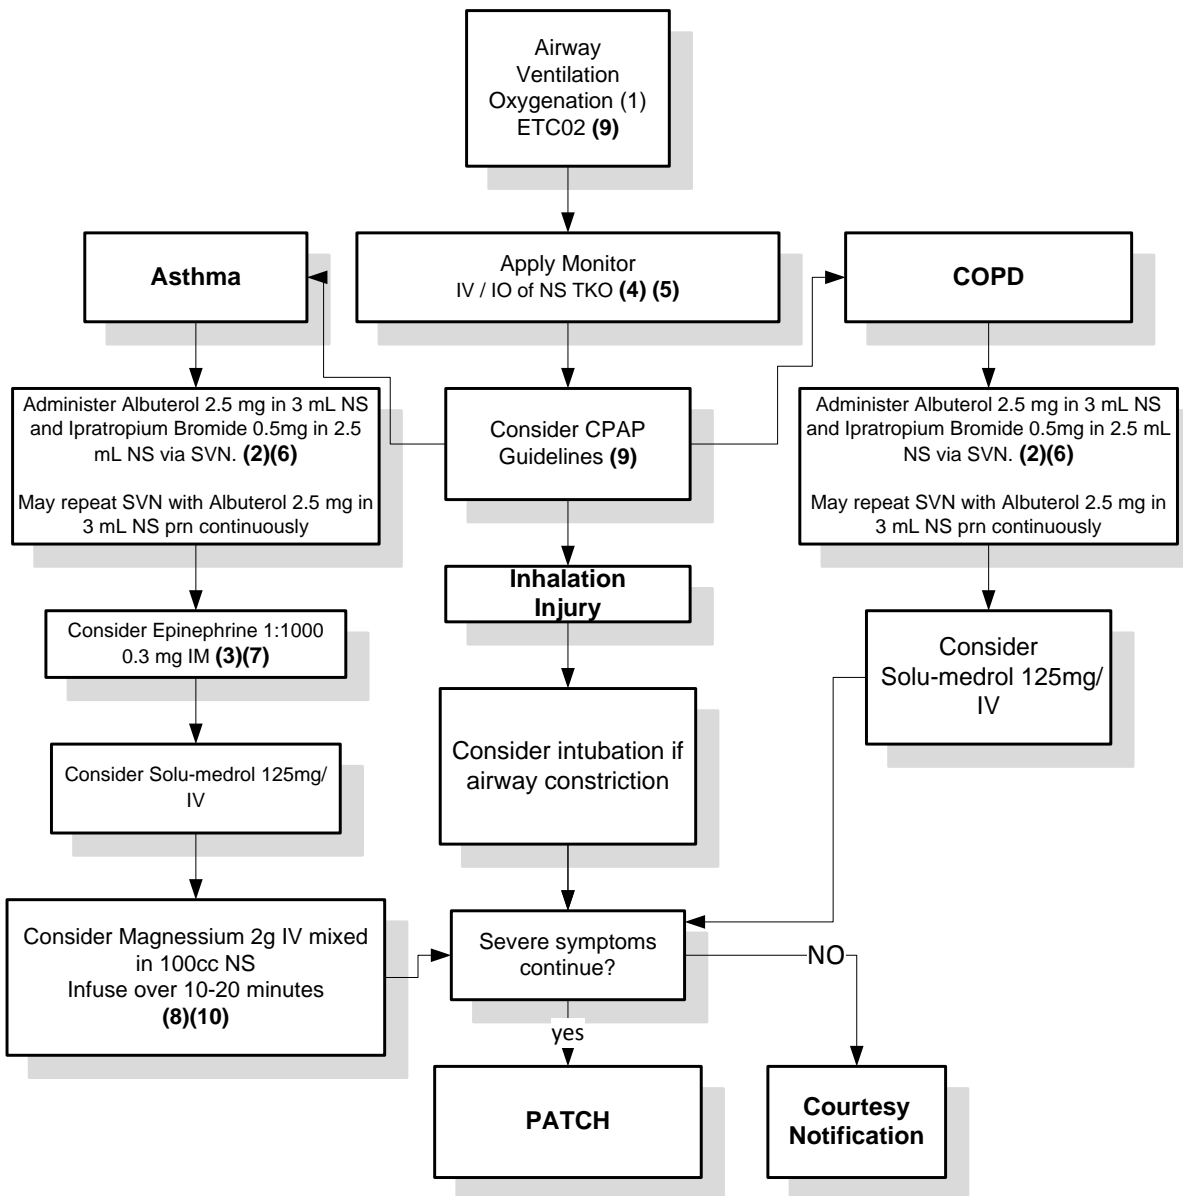 Airway
Ventilation
Oxygenation (1)
ETC02 (9)
Asthma
Apply Monitor
IV / IO of NS TKO (4) (5)
COPD
Administer Albuterol 2.5 mg in 3 mL NS
and Ipratropium Bromide 0.5mg in 2.5
mL NS via SVN. (2)(6)
May repeat SVN with Albuterol 2.5 mg in
3 mL NS prn continuously
Consider CPAP
Guidelines (9)
Administer Albuterol 2.5 mg in 3 mL NS
and Ipratropium Bromide 0.5mg in 2.5 mL
NS via SVN. (2)(6)
May repeat SVN with Albuterol 2.5 mg in
3 mL NS prn continuously
Inhalation
Injury
Consider Epinephrine 1:1000
0.3 mg IM (3)(7)
Consider
Solu-medrol 125mg/
IV
Consider intubation if
airway constriction
Consider Solu-medrol 125mg/
IV
Consider Magnessium 2g IV mixed
in 100cc NS
Infuse over 10-20 minutes
(8)(10)
Severe symptoms
continue?
NO
yes
PATCH
Courtesy
Notification